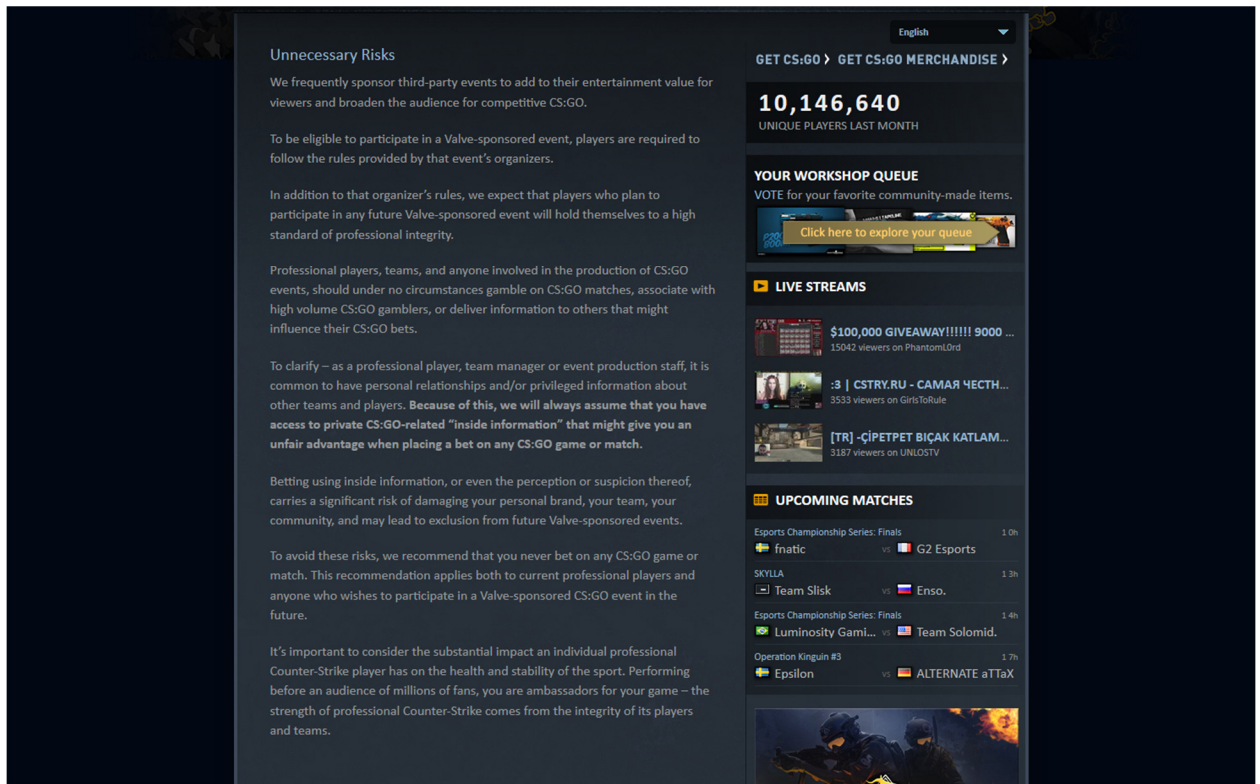 English
GET CS:GO
GET CS:GO MERCHANDISE
Unnecessary Risks
We frequently sponsor third-party events to add to their entertainment value for
viewers and broaden the audience for competitive CS:GO.
To be eligible to participate in a Valve-sponsored event, players are required to
follow the rules provided by that event's organizers.
In addition to that organizer's rules, we expect that players who plan to
participate in any future Valve-sponsored event will hold themselves to a high
standard of professional integrity.
Professional players, teams, and anyone involved in the production of CS:GO
events, should under no circumstances gamble on CS:GO matches, associate with
high volume CS:GO gamblers, or deliver information to others that might
influence their CS:GO bets.
To clarify – as a professional player, team manager or event production staff, it is
common to have personal relationships and/or privileged information about
other teams and players. Because of this, we will always assume that you have
access to private CS:GO-related “inside information” that might give you an
unfair advantage when placing a bet on any CS:GO game or match.
Betting using inside information, or even the perception or suspicion thereof,
carries a significant risk of damaging your personal brand, your team, your
community, and may lead to exclusion from future Valve-sponsored events.
To avoid these risks, we recommend that you never bet on any CS:GO game or
match. This recommendation applies both to current professional players and
anyone who wishes to participate in a Valve-sponsored CS:GO event in the
future.
It's important to consider the substantial impact an individual professional
Counter-Strike player has on the health and stability of the sport. Performing
before an audience of millions of fans, you are ambassadors for your game – the
strength of professional Counter-Strike comes from the integrity of its players
and teams.
10,146,640
UNIQUE PLAYERS LAST MONTH
YOUR WORKSHOP QUEUE
VOTE for your favorite community-made items.
Click here to explore your queue
LIVE STREAMS
$100,000 GIVEAWAY!!!!!! 9000 ...
15042 viewers on PhantomL0rd
:3 | CSTRY.RU - САМАЯ ЧЕСТН...
3533 viewers on GirlsToRule
[TR] -ÇİPETPET BIÇAK KATLAM...
3187 viewers on UNLOSTV
UPCOMING MATCHES
Esports Championship Series: Finals 10h
fnatic vs G2 Esports
SKYLLA 13h
Team Slisk vs Enso.
Esports Championship Series: Finals 14h
Luminosity Gami... vs Team Solomid.
Operation Kinguin #3 17h
Epsilon vs ALTERNATE aTTaX